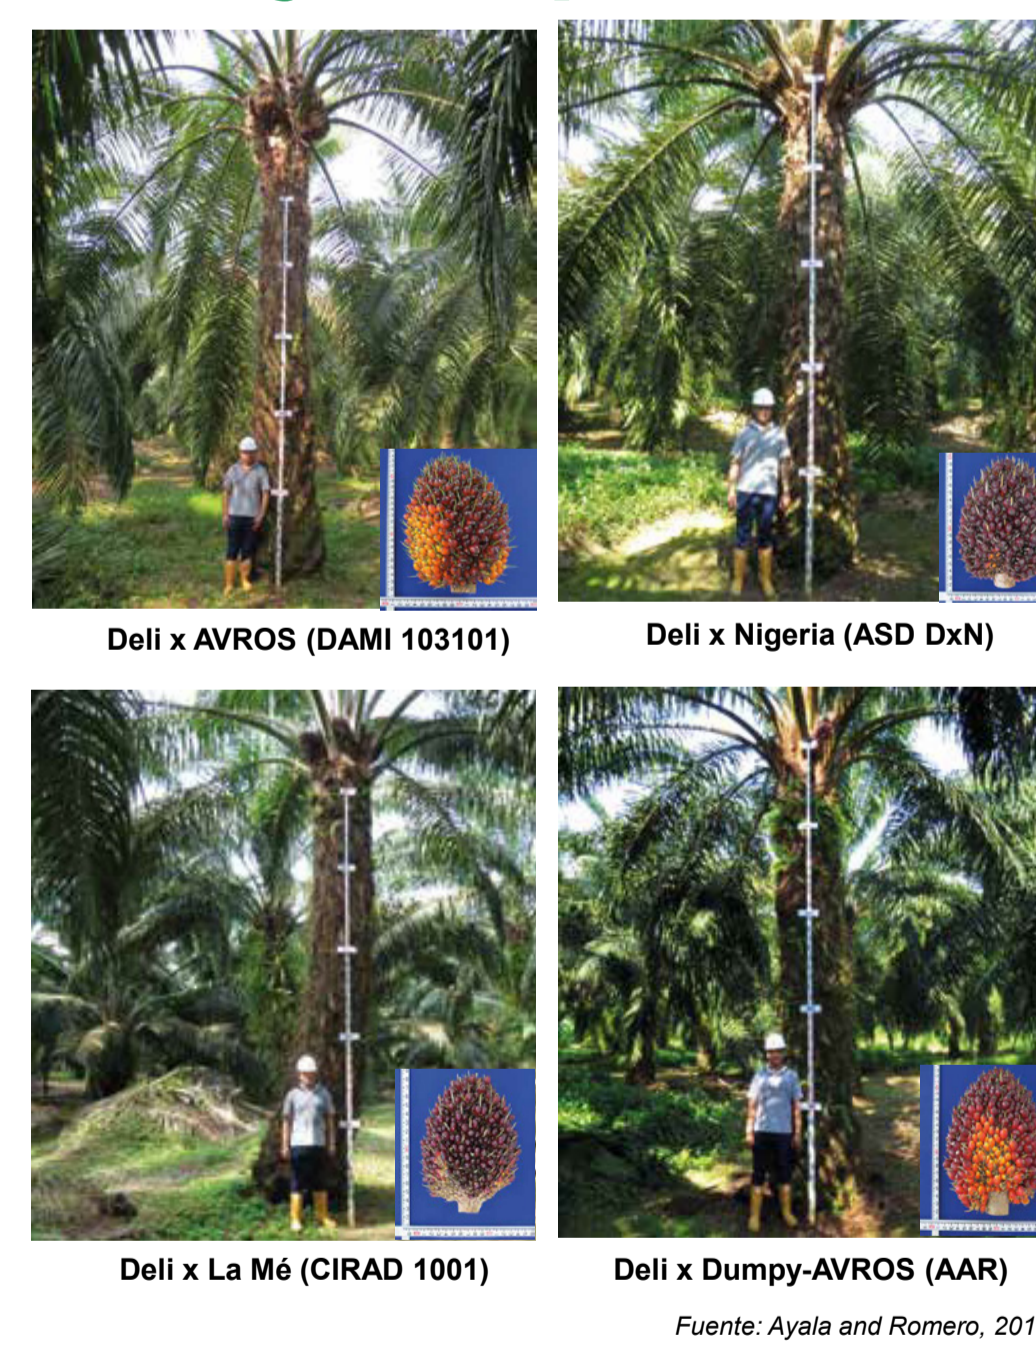 Deli x AVROS (DAMI 103101)
Deli x Nigeria (ASD DxN)
Deli x La Mé (CIRAD 1001)
Deli x Dumpy-AVROS (AAR)
Fuente: Ayala and Romero, 201